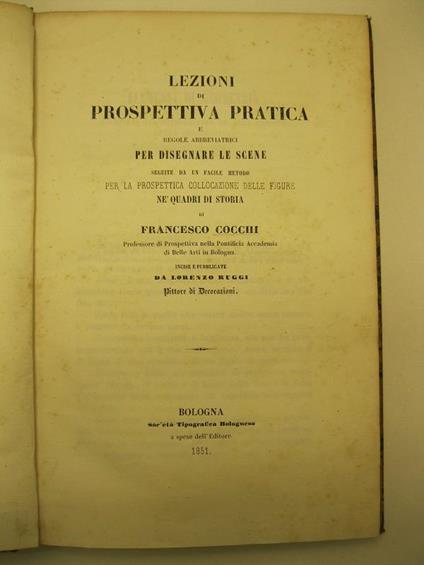 LEZIONI
DI
PROSPETTIVA PRATICA
E
REGOLE ABBREVIATRICI
PER DISEGNARE LE SCENE
SEGUITE DA UN FACILE METODO
PER LA PROSPETTICA COLLOCAZIONE DELLE FIGURE
NE' QUADRI DI STORIA
DI
FRANCESCO COCCHI
Professore di Prospettiva nella Pontificia Accademia
di Belle Arti in Bologna.
INCISE E PUBBLICATE
DA LORENZO RUGGI
Pittore di Decorazioni.
BOLOGNA
Società Tipografica Bolognese
a spese dell'Editore
1851.